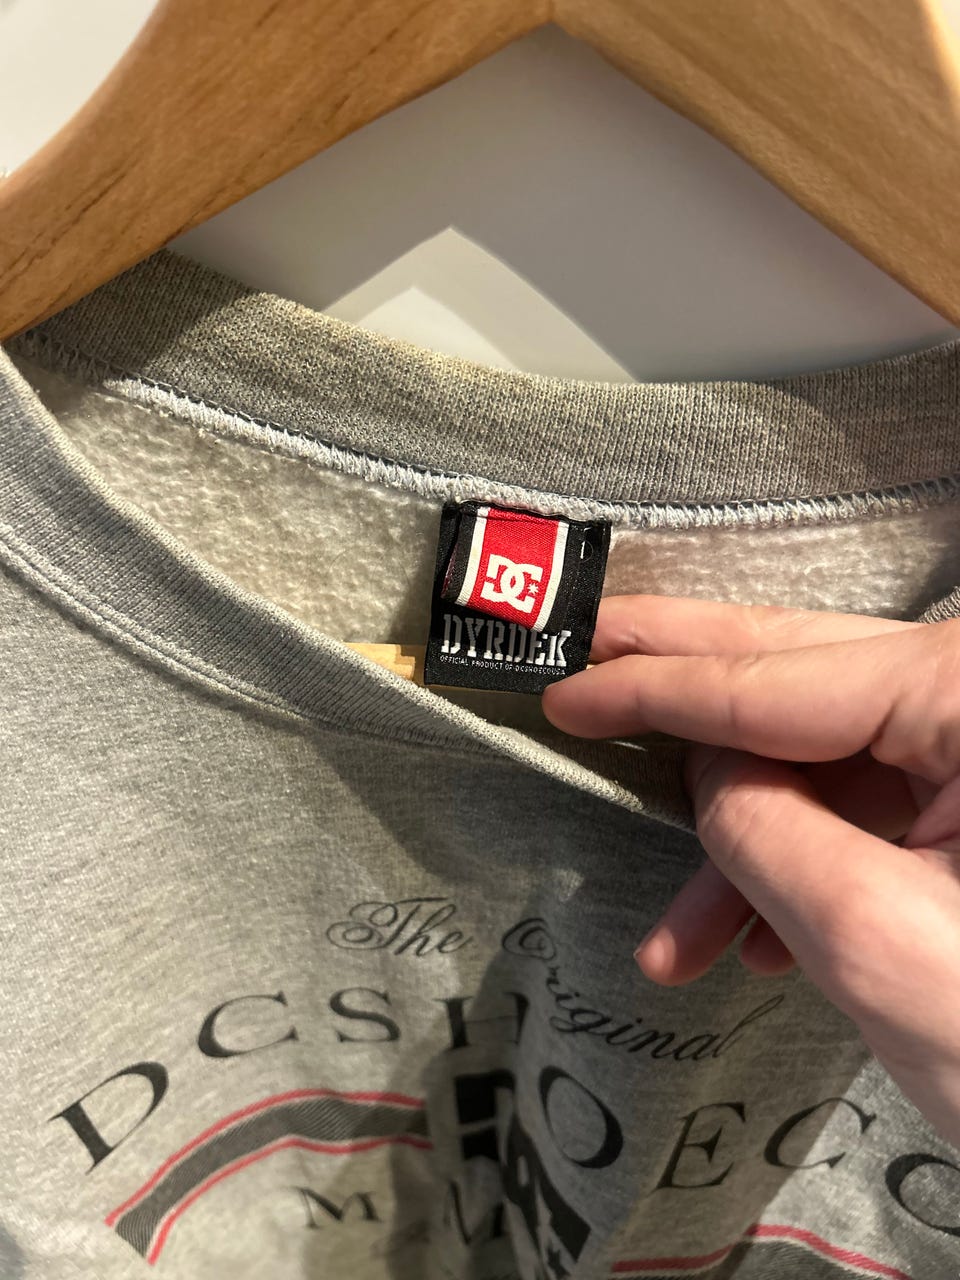 DC
DYRDEK
OFFICIAL PRODUCT OF DCSHOECOUSA
The Original
DCSHOECO